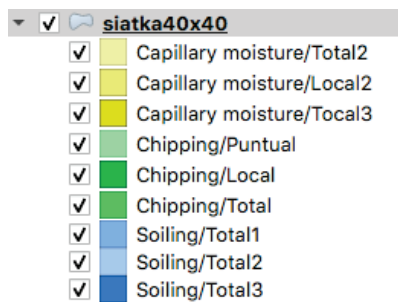 siatka40x40
Capillary moisture/Total2
Capillary moisture/Local2
Capillary moisture/Tocal3
Chipping/Puntual
Chipping/Local
Chipping/Total
Soiling/Total1
Soiling/Total2
Soiling/Total3